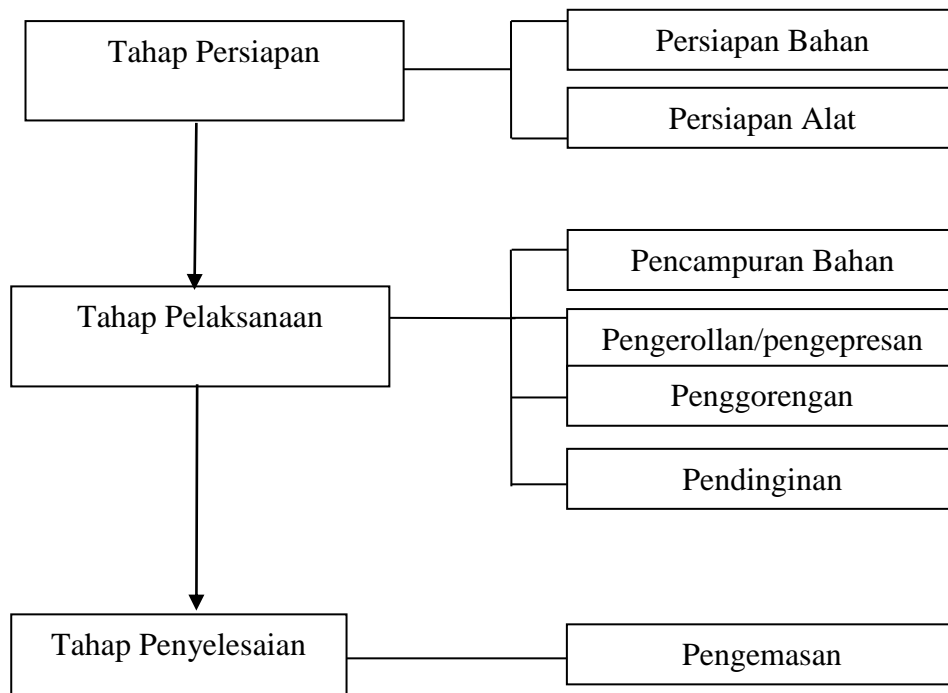 Tahap Persiapan
Persiapan Bahan
Persiapan Alat
Tahap Pelaksanaan
Pencampuran Bahan
Pengerollan/pengepresan
Penggorengan
Pendinginan
Tahap Penyelesaian
Pengemasan